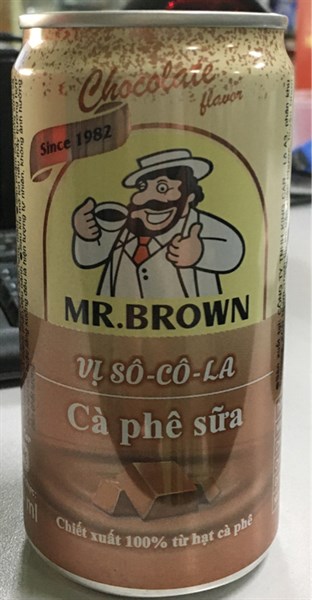 Chocolate
flavor
Since 1982
MR.BROWN
VỊ SÔ-CÔ-LA
Cà phê sữa
Chiết xuất 100% từ hạt cà phê
ml